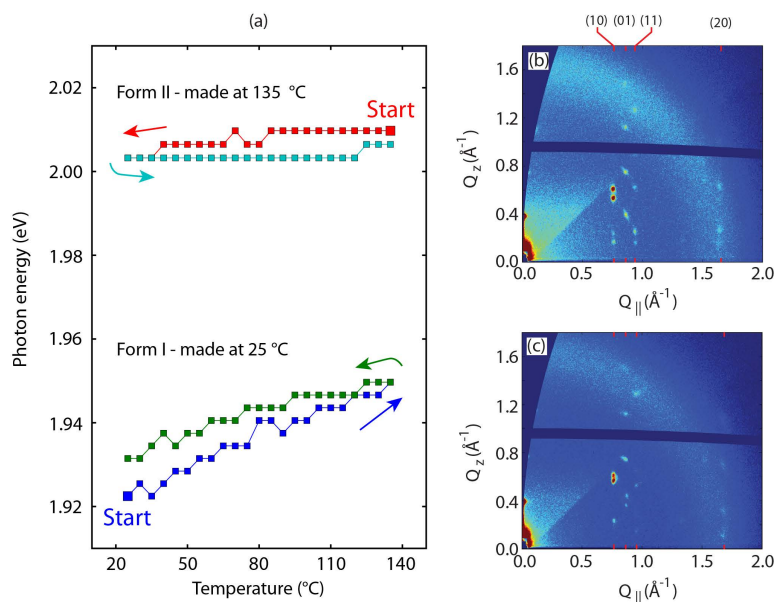 (a)
(10) (01) (11) (20)
Form II - made at 135 °C
Start
Form I - made at 25 °C
Start
Photon energy (eV)
2.02
2.00
1.98
1.96
1.94
1.92
20 50 80 110 140
Temperature (°C)
(b)
Q z (Å⁻¹)
1.6
1.2
0.8
0.4
0.0
0.0 0.5 1.0 1.5 2.0
Q || (Å⁻¹)
(c)
Q z (Å⁻¹)
1.6
1.2
0.8
0.4
0.0
0.0 0.5 1.0 1.5 2.0
Q || (Å⁻¹)